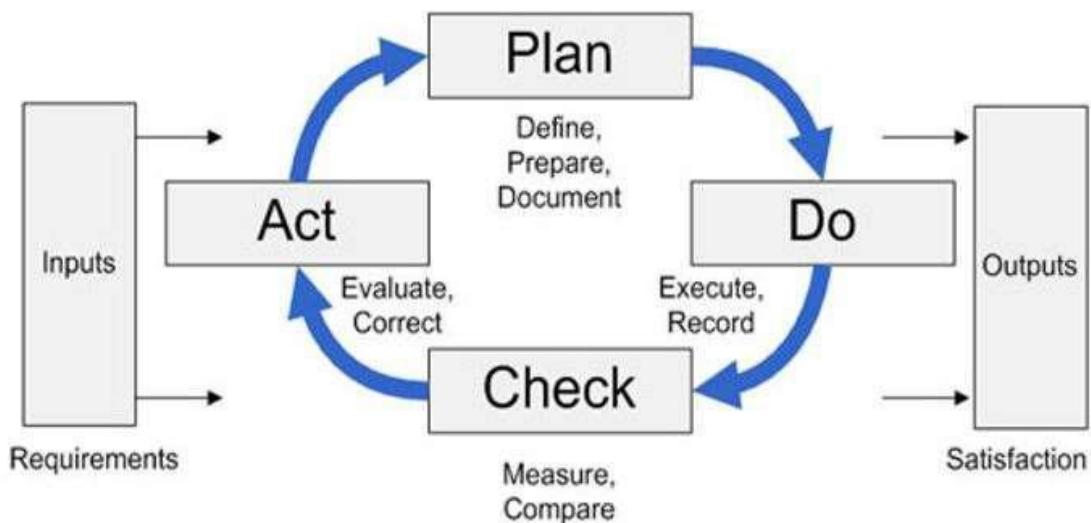 Plan
Define,
Prepare,
Document
Act
Do
Inputs
Outputs
Evaluate,
Correct
Execute,
Record
Check
Requirements
Satisfaction
Measure,
Compare